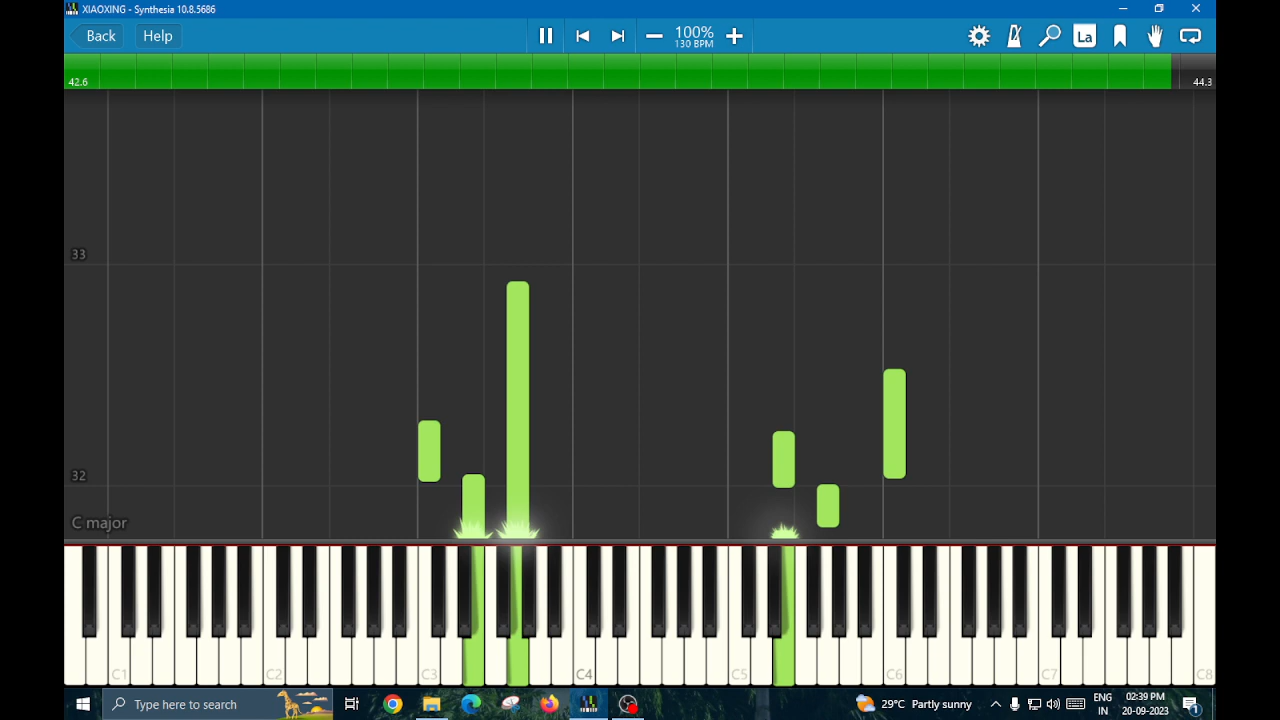 XIAOXING - Synthesia 10.8.5686
Back
Help
100%
130 BPM
La
42.6
44.3
33
32
C major
C1
C2
C3
C4
C5
C6
C7
C8
Type here to search
29°C Partly sunny
ENG
IN
02:39 PM
20-09-2023
1